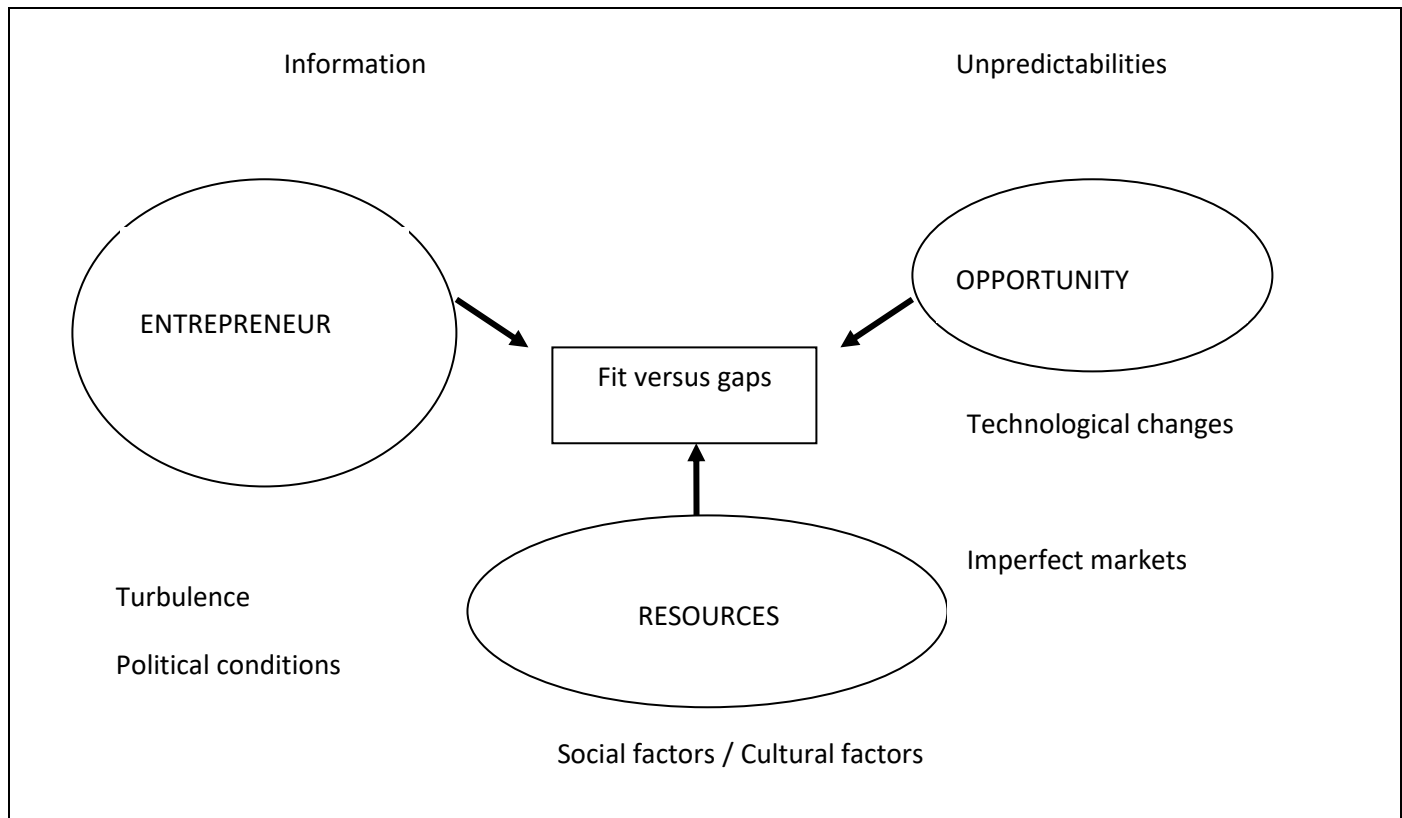 Information
Unpredictabilities
OPPORTUNITY
ENTREPRENEUR
Fit versus gaps
Technological changes
Imperfect markets
Turbulence
RESOURCES
Political conditions
Social factors / Cultural factors